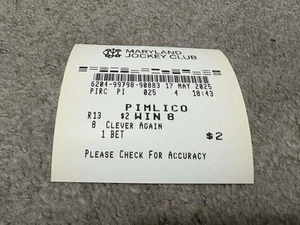 MARYLAND
JOCKEY CLUB
6204-99798-90883 17 MAY 2025
PIRC P1 025 4 18:43
PIMLICO
R13 $2 WIN 8
8 CLEVER AGAIN
1 BET $2
PLEASE CHECK FOR ACCURACY